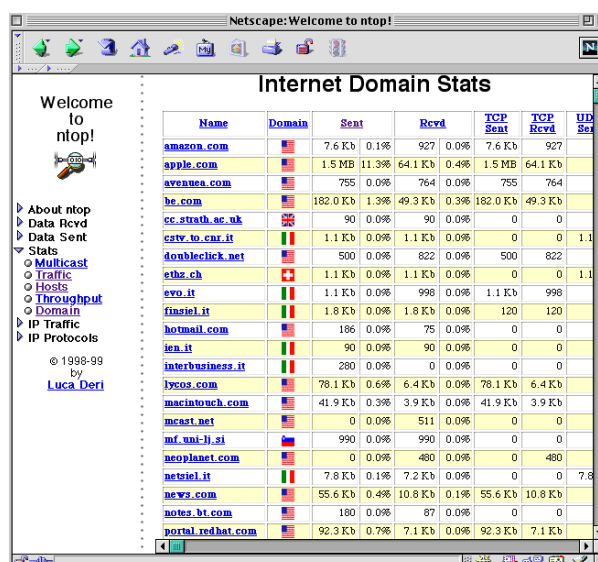 Netscape: Welcome to ntop!
My
N
Welcome
to
ntop!
About ntop
Data Rcvd
Data Sent
Stats
Multicast
Traffic
Hosts
Throughput
Domain
IP Traffic
IP Protocols
© 1998-99
by
Luca Deri
Internet Domain Stats
Name Domain Sent Rcvd TCP Sent TCP Rcvd
amazon.com 7.6 Kb 0.1% 927 0.0% 7.6 Kb 927
apple.com 1.5 MB 11.3% 64.1 Kb 0.4% 1.5 MB 64.1 Kb
avenuea.com 755 0.0% 764 0.0% 755 764
be.com 182.0 Kb 1.3% 49.3 Kb 0.3% 182.0 Kb 49.3 Kb
cc.strath.ac.uk 90 0.0% 90 0.0% 0 0
cstv.to.cnr.it 1.1 Kb 0.0% 1.1 Kb 0.0% 0 0 1.1
doubleclick.net 500 0.0% 822 0.0% 500 822
ethz.ch 1.1 Kb 0.0% 1.1 Kb 0.0% 0 0 1.1
evo.it 1.1 Kb 0.0% 998 0.0% 1.1 Kb 998
finsiel.it 1.8 Kb 0.0% 1.8 Kb 0.0% 120 120
hotmail.com 186 0.0% 75 0.0% 0 0
ien.it 90 0.0% 90 0.0% 0 0
interbusiness.it 280 0.0% 0 0.0% 0 0
lycos.com 78.1 Kb 0.6% 6.4 Kb 0.0% 78.1 Kb 6.4 Kb
macintouch.com 41.9 Kb 0.3% 3.9 Kb 0.0% 41.9 Kb 3.9 Kb
mcast.net 0 0.0% 511 0.0% 0 0
mf.uni-lj.si 990 0.0% 990 0.0% 0 0
neoplanet.com 0 0.0% 480 0.0% 0 480
netsiel.it 7.8 Kb 0.1% 7.2 Kb 0.0% 0 0 7.8
news.com 55.6 Kb 0.4% 10.8 Kb 0.1% 55.6 Kb 10.8 Kb
notes.bt.com 180 0.0% 87 0.0% 0 0
portal.redhat.com 92.3 Kb 0.7% 7.1 Kb 0.0% 92.3 Kb 7.1 Kb